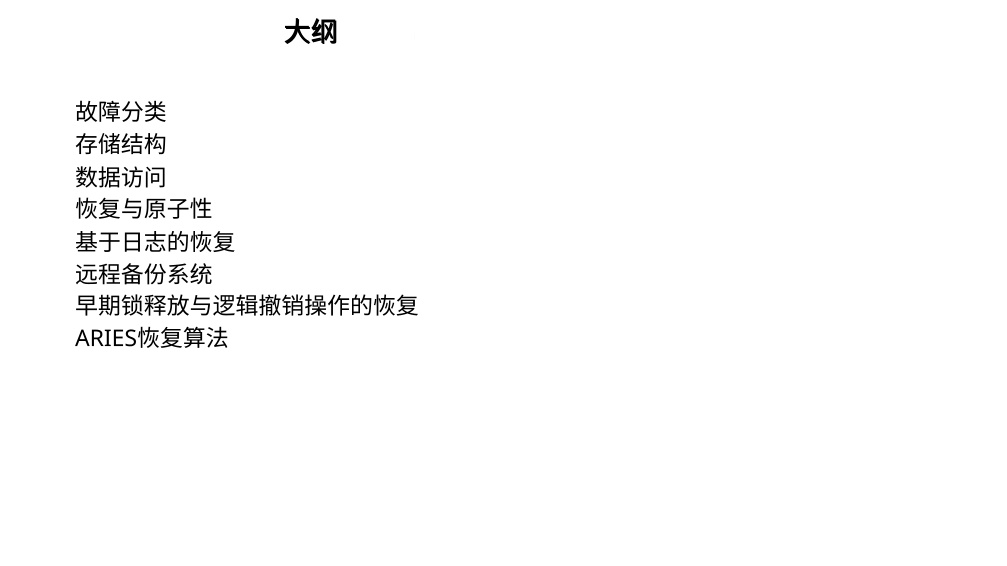 大纲
故障分类
存储结构
数据访问
恢复与原子性
基于日志的恢复
远程备份系统
早期锁释放与逻辑撤销操作的恢复
ARIES恢复算法